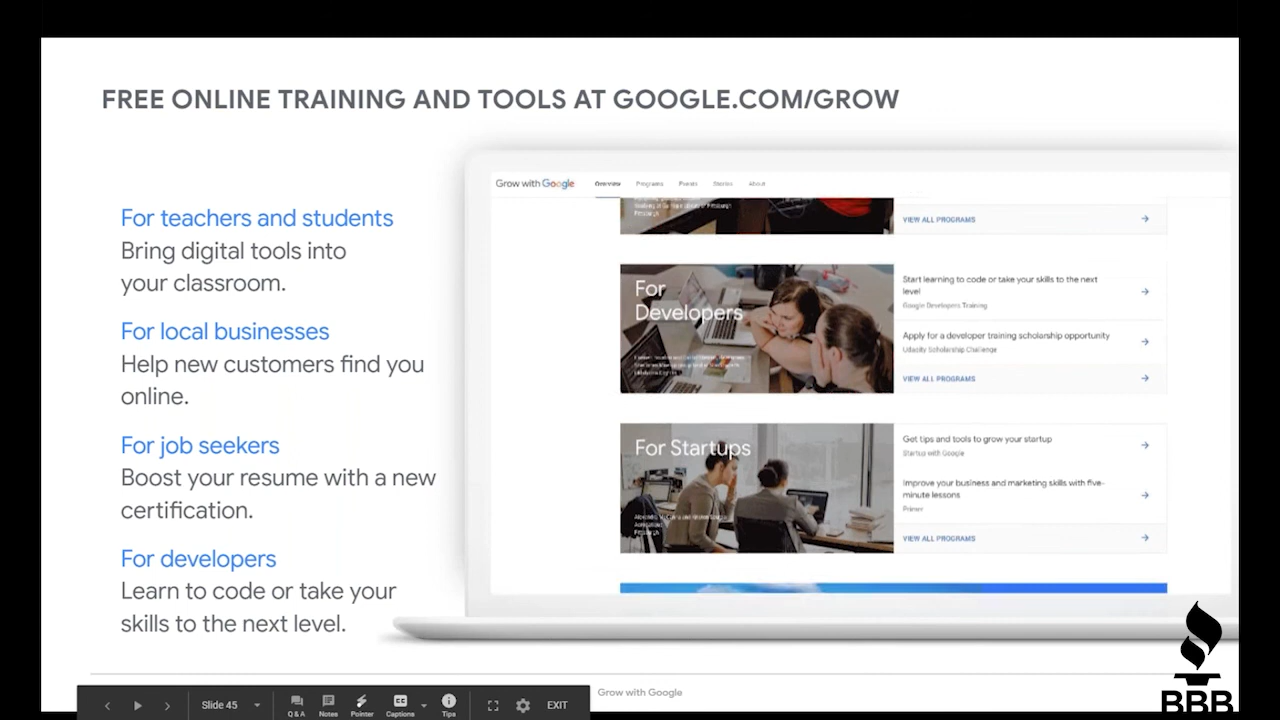 FREE ONLINE TRAINING AND TOOLS AT GOOGLE.COM/GROW
For teachers and students
Bring digital tools into
your classroom.
For local businesses
Help new customers find you
online.
For job seekers
Boost your resume with a new
certification.
For developers
Learn to code or take your
skills to the next level.
Grow with Google
Overview Programs Events Stories About
Pittsburgh
VIEW ALL PROGRAMS
For
Developers
Start learning to code or take your skills to the next
level
Google Developers Training
Apply for a developer training scholarship opportunity
Udacity Scholarship Challenge
VIEW ALL PROGRAMS
For Startups
Pittsburgh
Get tips and tools to grow your startup
Startup with Google
Improve your business and marketing skills with five-
minute lessons
Primer
VIEW ALL PROGRAMS
Slide 45
Q & A
Notes
Pointer
Captions
Tips
EXIT
Grow with Google
BBB